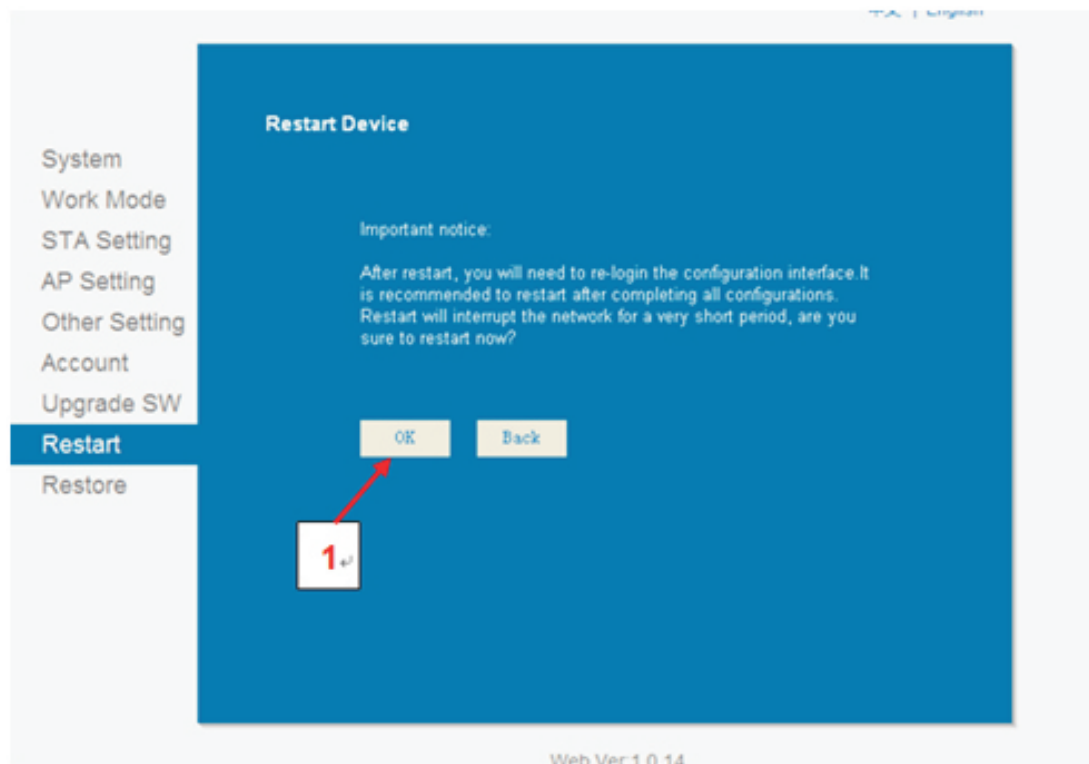 中文 | English
Restart Device
System
Work Mode
STA Setting
AP Setting
Other Setting
Account
Upgrade SW
Restart
Restore
Important notice:
After restart, you will need to re-login the configuration interface.It
is recommended to restart after completing all configurations.
Restart will interrupt the network for a very short period, are you
sure to restart now?
OK Back
1↵
Web Ver:1.0.14